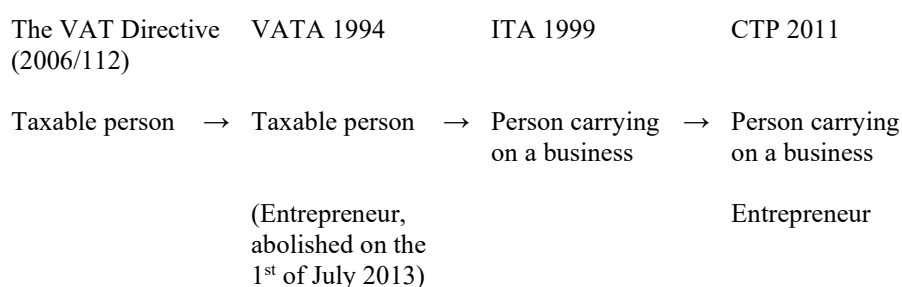 The VAT Directive VATA 1994 ITA 1999 CTP 2011
(2006/112)
Taxable person → Taxable person → Person carrying → Person carrying
on a business on a business
(Entrepreneur, Entrepreneur
abolished on the
1st of July 2013)